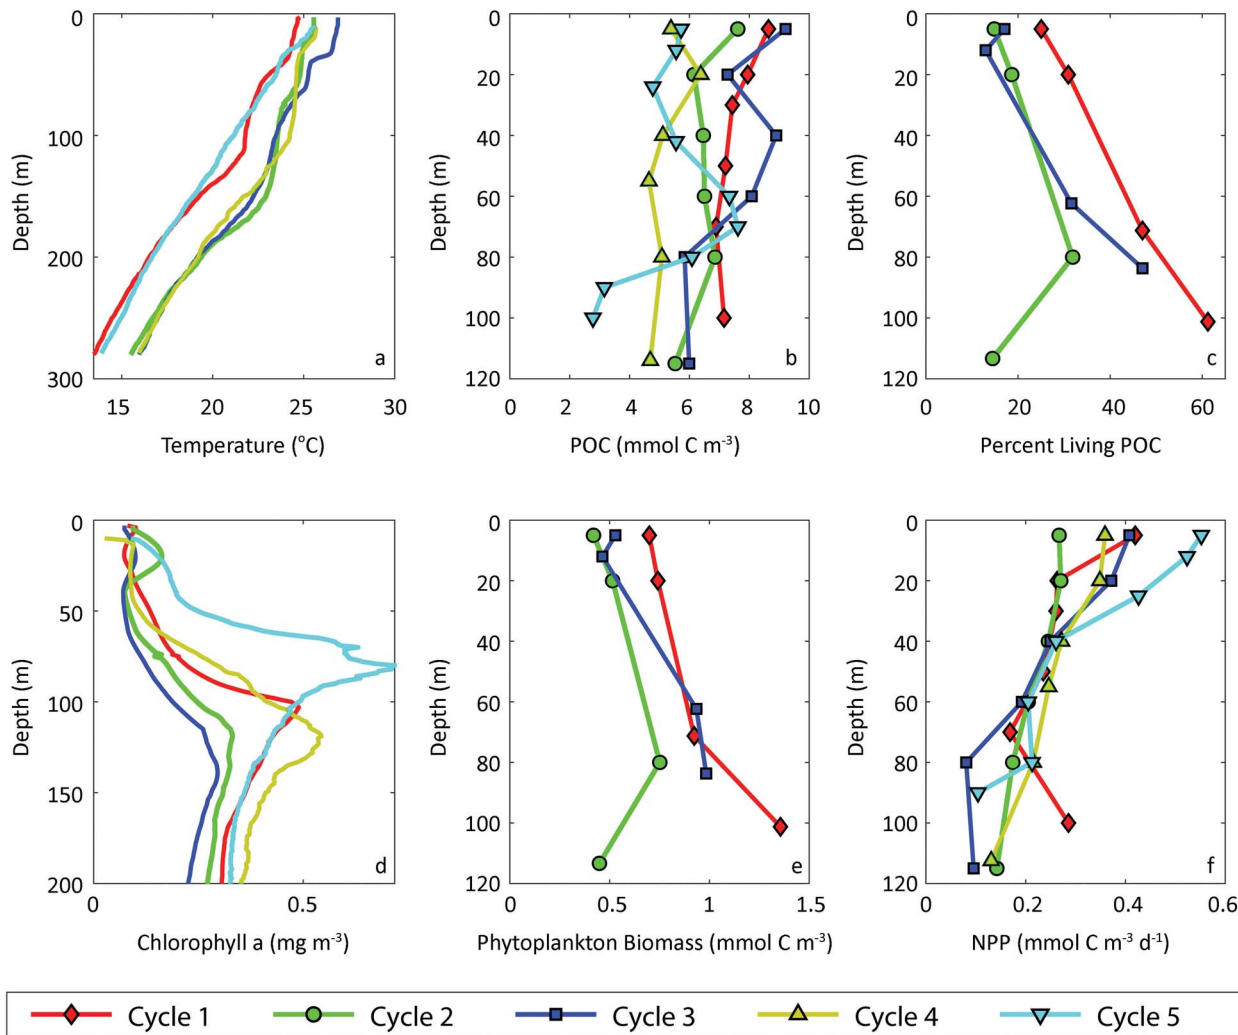 0
100
200
300
Depth (m)
15 20 25 30
Temperature (°C)
a
0
20
40
60
80
100
120
Depth (m)
0 2 4 6 8 10
POC (mmol C m⁻³)
b
0
20
40
60
80
100
120
Depth (m)
0 20 40 60
Percent Living POC
c
0
50
100
150
200
Depth (m)
0 0.5
Chlorophyll a (mg m⁻³)
d
0
20
40
60
80
100
120
Depth (m)
0 0.5 1 1.5
Phytoplankton Biomass (mmol C m⁻³)
e
0
20
40
60
80
100
120
Depth (m)
0 0.2 0.4 0.6
NPP (mmol C m⁻³ d⁻¹)
f
Cycle 1 Cycle 2 Cycle 3 Cycle 4 Cycle 5